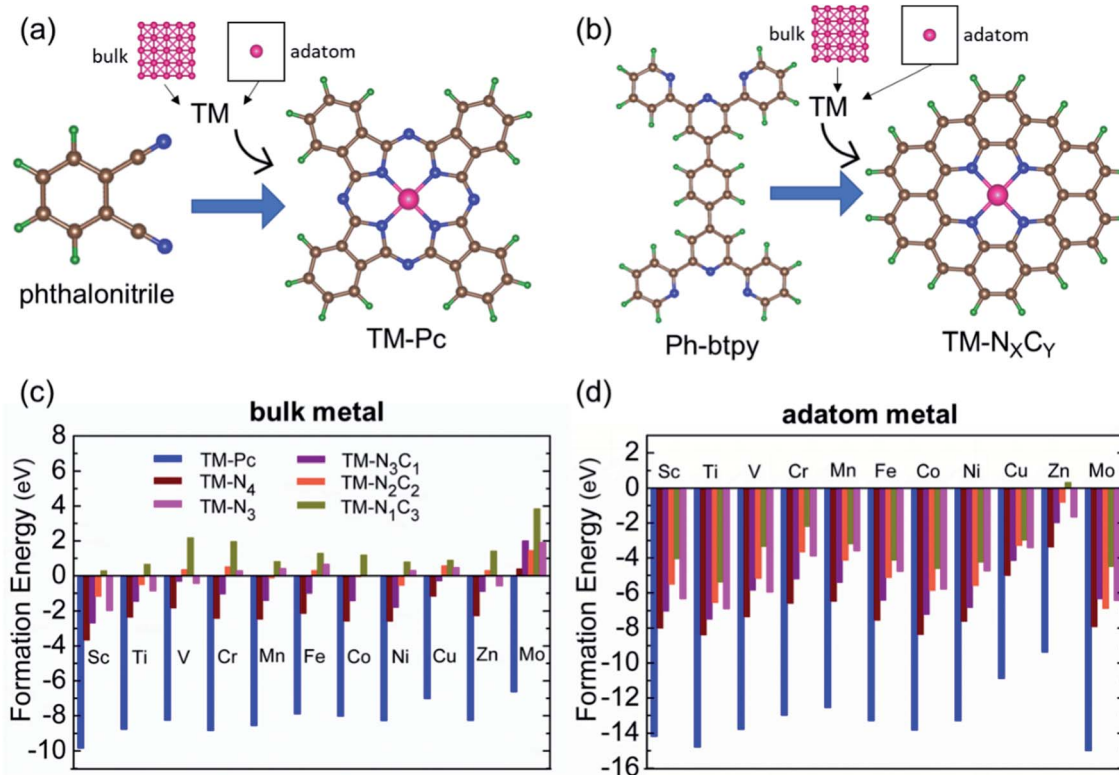 (a)
bulk
adatom
TM
phthalonitrile
TM-Pc
(b)
bulk
adatom
TM
Ph-btpy
TM-NXCY
(c)
bulk metal
Formation Energy (eV)
8
6
4
2
0
-2
-4
-6
-8
-10
TM-Pc
TM-N4
TM-N3
TM-N3C1
TM-N2C2
TM-N1C3
Sc Ti V Cr Mn Fe Co Ni Cu Zn Mo
(d)
adatom metal
Formation Energy (eV)
2
0
-2
-4
-6
-8
-10
-12
-14
-16
Sc Ti V Cr Mn Fe Co Ni Cu Zn Mo